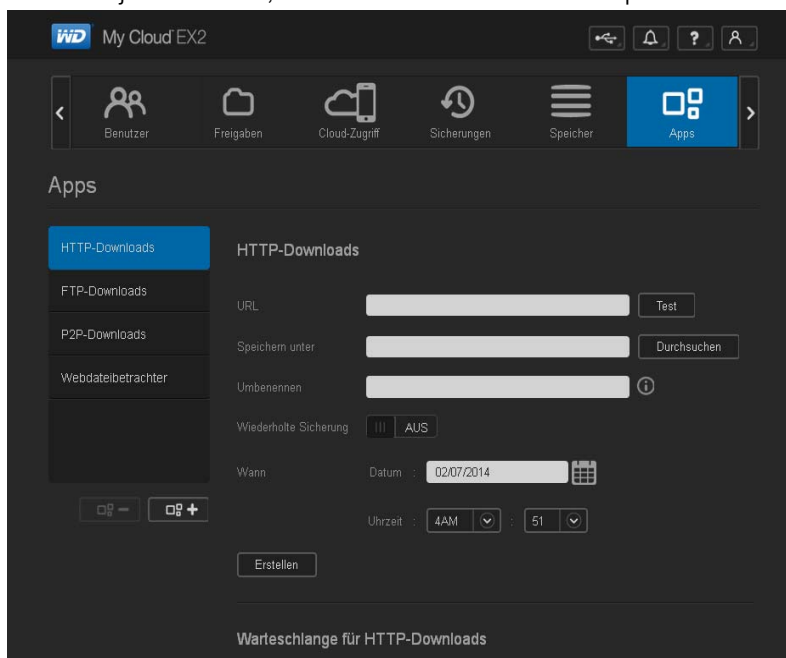 WD My Cloud EX2
?
Benutzer Freigaben Cloud-Zugriff Sicherungen Speicher Apps
Apps
HTTP-Downloads
FTP-Downloads
P2P-Downloads
Webdateibetrachter
HTTP-Downloads
URL Test
Speichern unter Durchsuchen
Umbenennen
Wiederholte Sicherung AUS
Wann Datum : 02/07/2014
Uhrzeit : 4AM : 51
Erstellen
Warteschlange für HTTP-Downloads